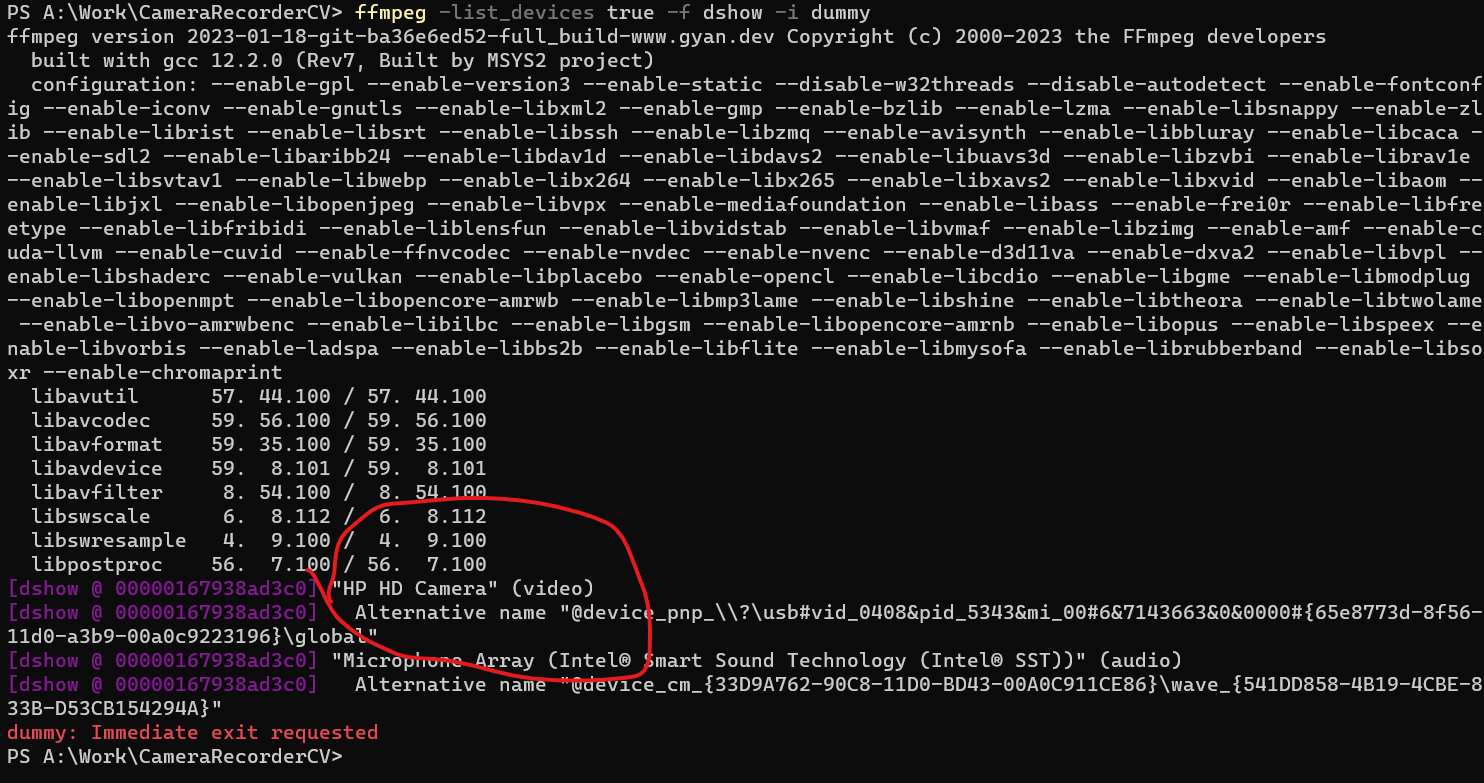 PS A:\Work\CameraRecorderCV> ffmpeg -list_devices true -f dshow -i dummy
ffmpeg version 2023-01-18-git-ba36e6ed52-full_build-www.gyan.dev Copyright (c) 2000-2023 the FFmpeg developers
  built with gcc 12.2.0 (Rev7, Built by MSYS2 project)
  configuration: --enable-gpl --enable-version3 --enable-static --disable-w32threads --disable-autodetect --enable-fontconf
ig --enable-iconv --enable-gnutls --enable-libxml2 --enable-gmp --enable-bzlib --enable-lzma --enable-libsnappy --enable-zl
ib --enable-librist --enable-libsrt --enable-libssh --enable-libzmq --enable-avisynth --enable-libbluray --enable-libcaca -
-enable-sdl2 --enable-libaribb24 --enable-libdav1d --enable-libdavs2 --enable-libuavs3d --enable-libzvbi --enable-librav1e
--enable-libsvtav1 --enable-libwebp --enable-libx264 --enable-libx265 --enable-libxavs2 --enable-libxvid --enable-libaom --
enable-libjxl --enable-libopenjpeg --enable-libvpx --enable-mediafoundation --enable-libass --enable-frei0r --enable-libfre
etype --enable-libfribidi --enable-liblensfun --enable-libvidstab --enable-libvmaf --enable-libzimg --enable-amf --enable-c
uda-llvm --enable-cuvid --enable-ffnvcodec --enable-nvdec --enable-nvenc --enable-d3d11va --enable-dxva2 --enable-libvpl --
enable-libshaderc --enable-vulkan --enable-libplacebo --enable-opencl --enable-libcdio --enable-libgme --enable-libmodplug
--enable-libopenmpt --enable-libopencore-amrwb --enable-libmp3lame --enable-libshine --enable-libtheora --enable-libtwolame
 --enable-libvo-amrwbenc --enable-libilbc --enable-libgsm --enable-libopencore-amrnb --enable-libopus --enable-libspeex --e
nable-libvorbis --enable-ladspa --enable-libbs2b --enable-libflite --enable-libmysofa --enable-librubberband --enable-libso
xr --enable-chromaprint
  libavutil      57. 44.100 / 57. 44.100
  libavcodec     59. 56.100 / 59. 56.100
  libavformat    59. 35.100 / 59. 35.100
  libavdevice    59.  8.101 / 59.  8.101
  libavfilter     8. 54.100 /  8. 54.100
  libswscale      6.  8.112 /  6.  8.112
  libswresample   4.  9.100 /  4.  9.100
  libpostproc    56.  7.100 / 56.  7.100
[dshow @ 00000167938ad3c0] "HP HD Camera" (video)
[dshow @ 00000167938ad3c0]   Alternative name "@device_pnp_\\?\usb#vid_0408&pid_5343&mi_00#6&7143663&0&0000#{65e8773d-8f56-
11d0-a3b9-00a0c9223196}\global"
[dshow @ 00000167938ad3c0] "Microphone Array (Intel® Smart Sound Technology (Intel® SST))" (audio)
[dshow @ 00000167938ad3c0]   Alternative name "@device_cm_{33D9A762-90C8-11D0-BD43-00A0C911CE86}\wave_{541DD858-4B19-4CBE-8
33B-D53CB154294A}"
dummy: Immediate exit requested
PS A:\Work\CameraRecorderCV>